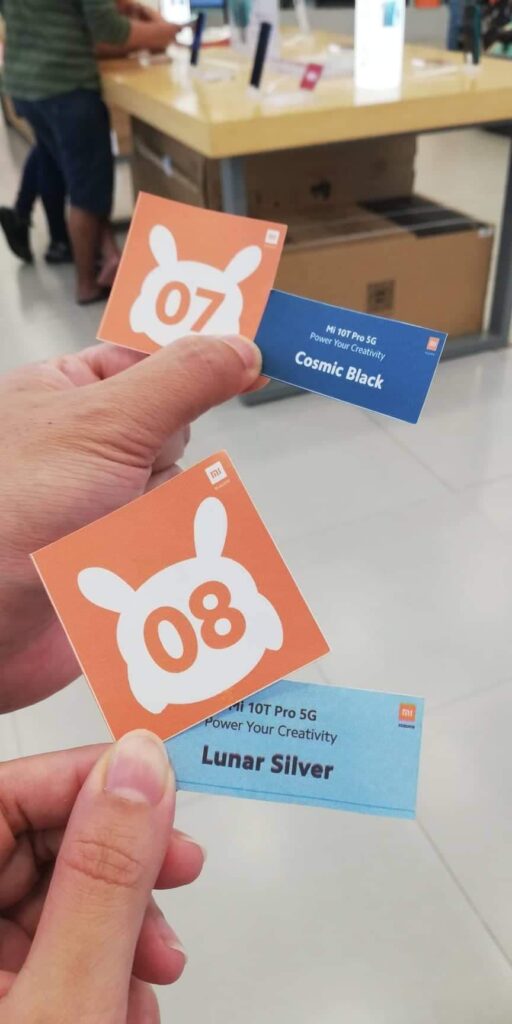 07
Mi 10T Pro 5G
Power Your Creativity
Cosmic Black
08
Mi 10T Pro 5G
Power Your Creativity
Lunar Silver